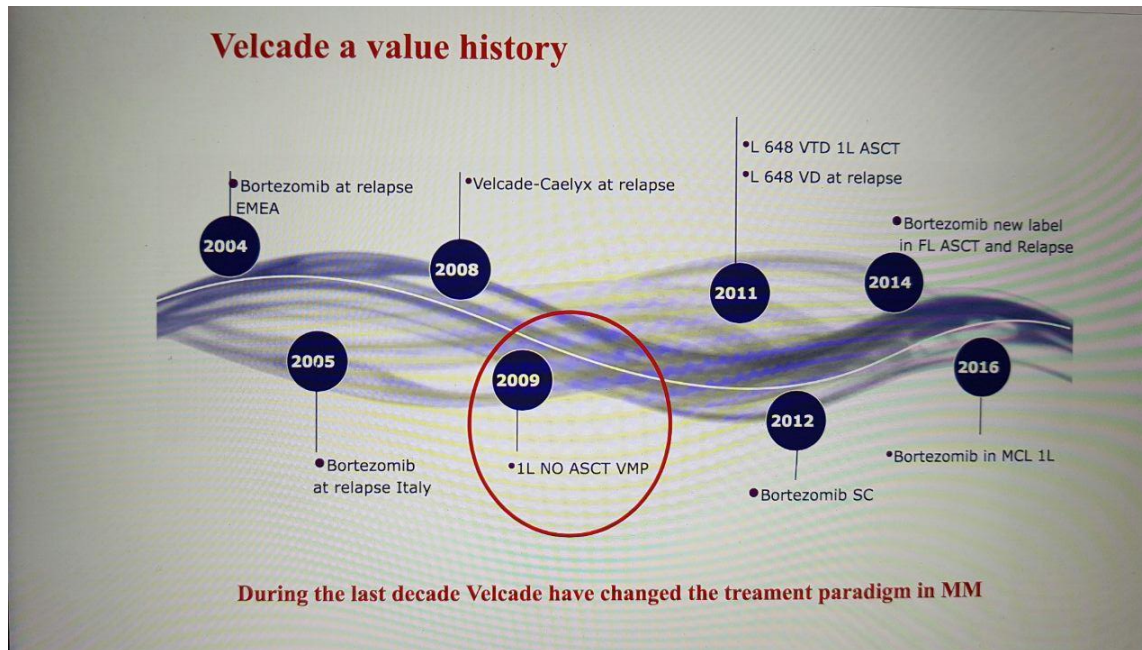 Velcade a value history
•L 648 VTD 1L ASCT
•L 648 VD at relapse
•Bortezomib at relapse
EMEA
•Velcade-Caelyx at relapse
•Bortezomib new label
in FL ASCT and Relapse
2004
2008
2011
2014
2005
2009
2012
2016
•Bortezomib
at relapse Italy
•1L NO ASCT VMP
•Bortezomib SC
•Bortezomib in MCL 1L
During the last decade Velcade have changed the treament paradigm in MM